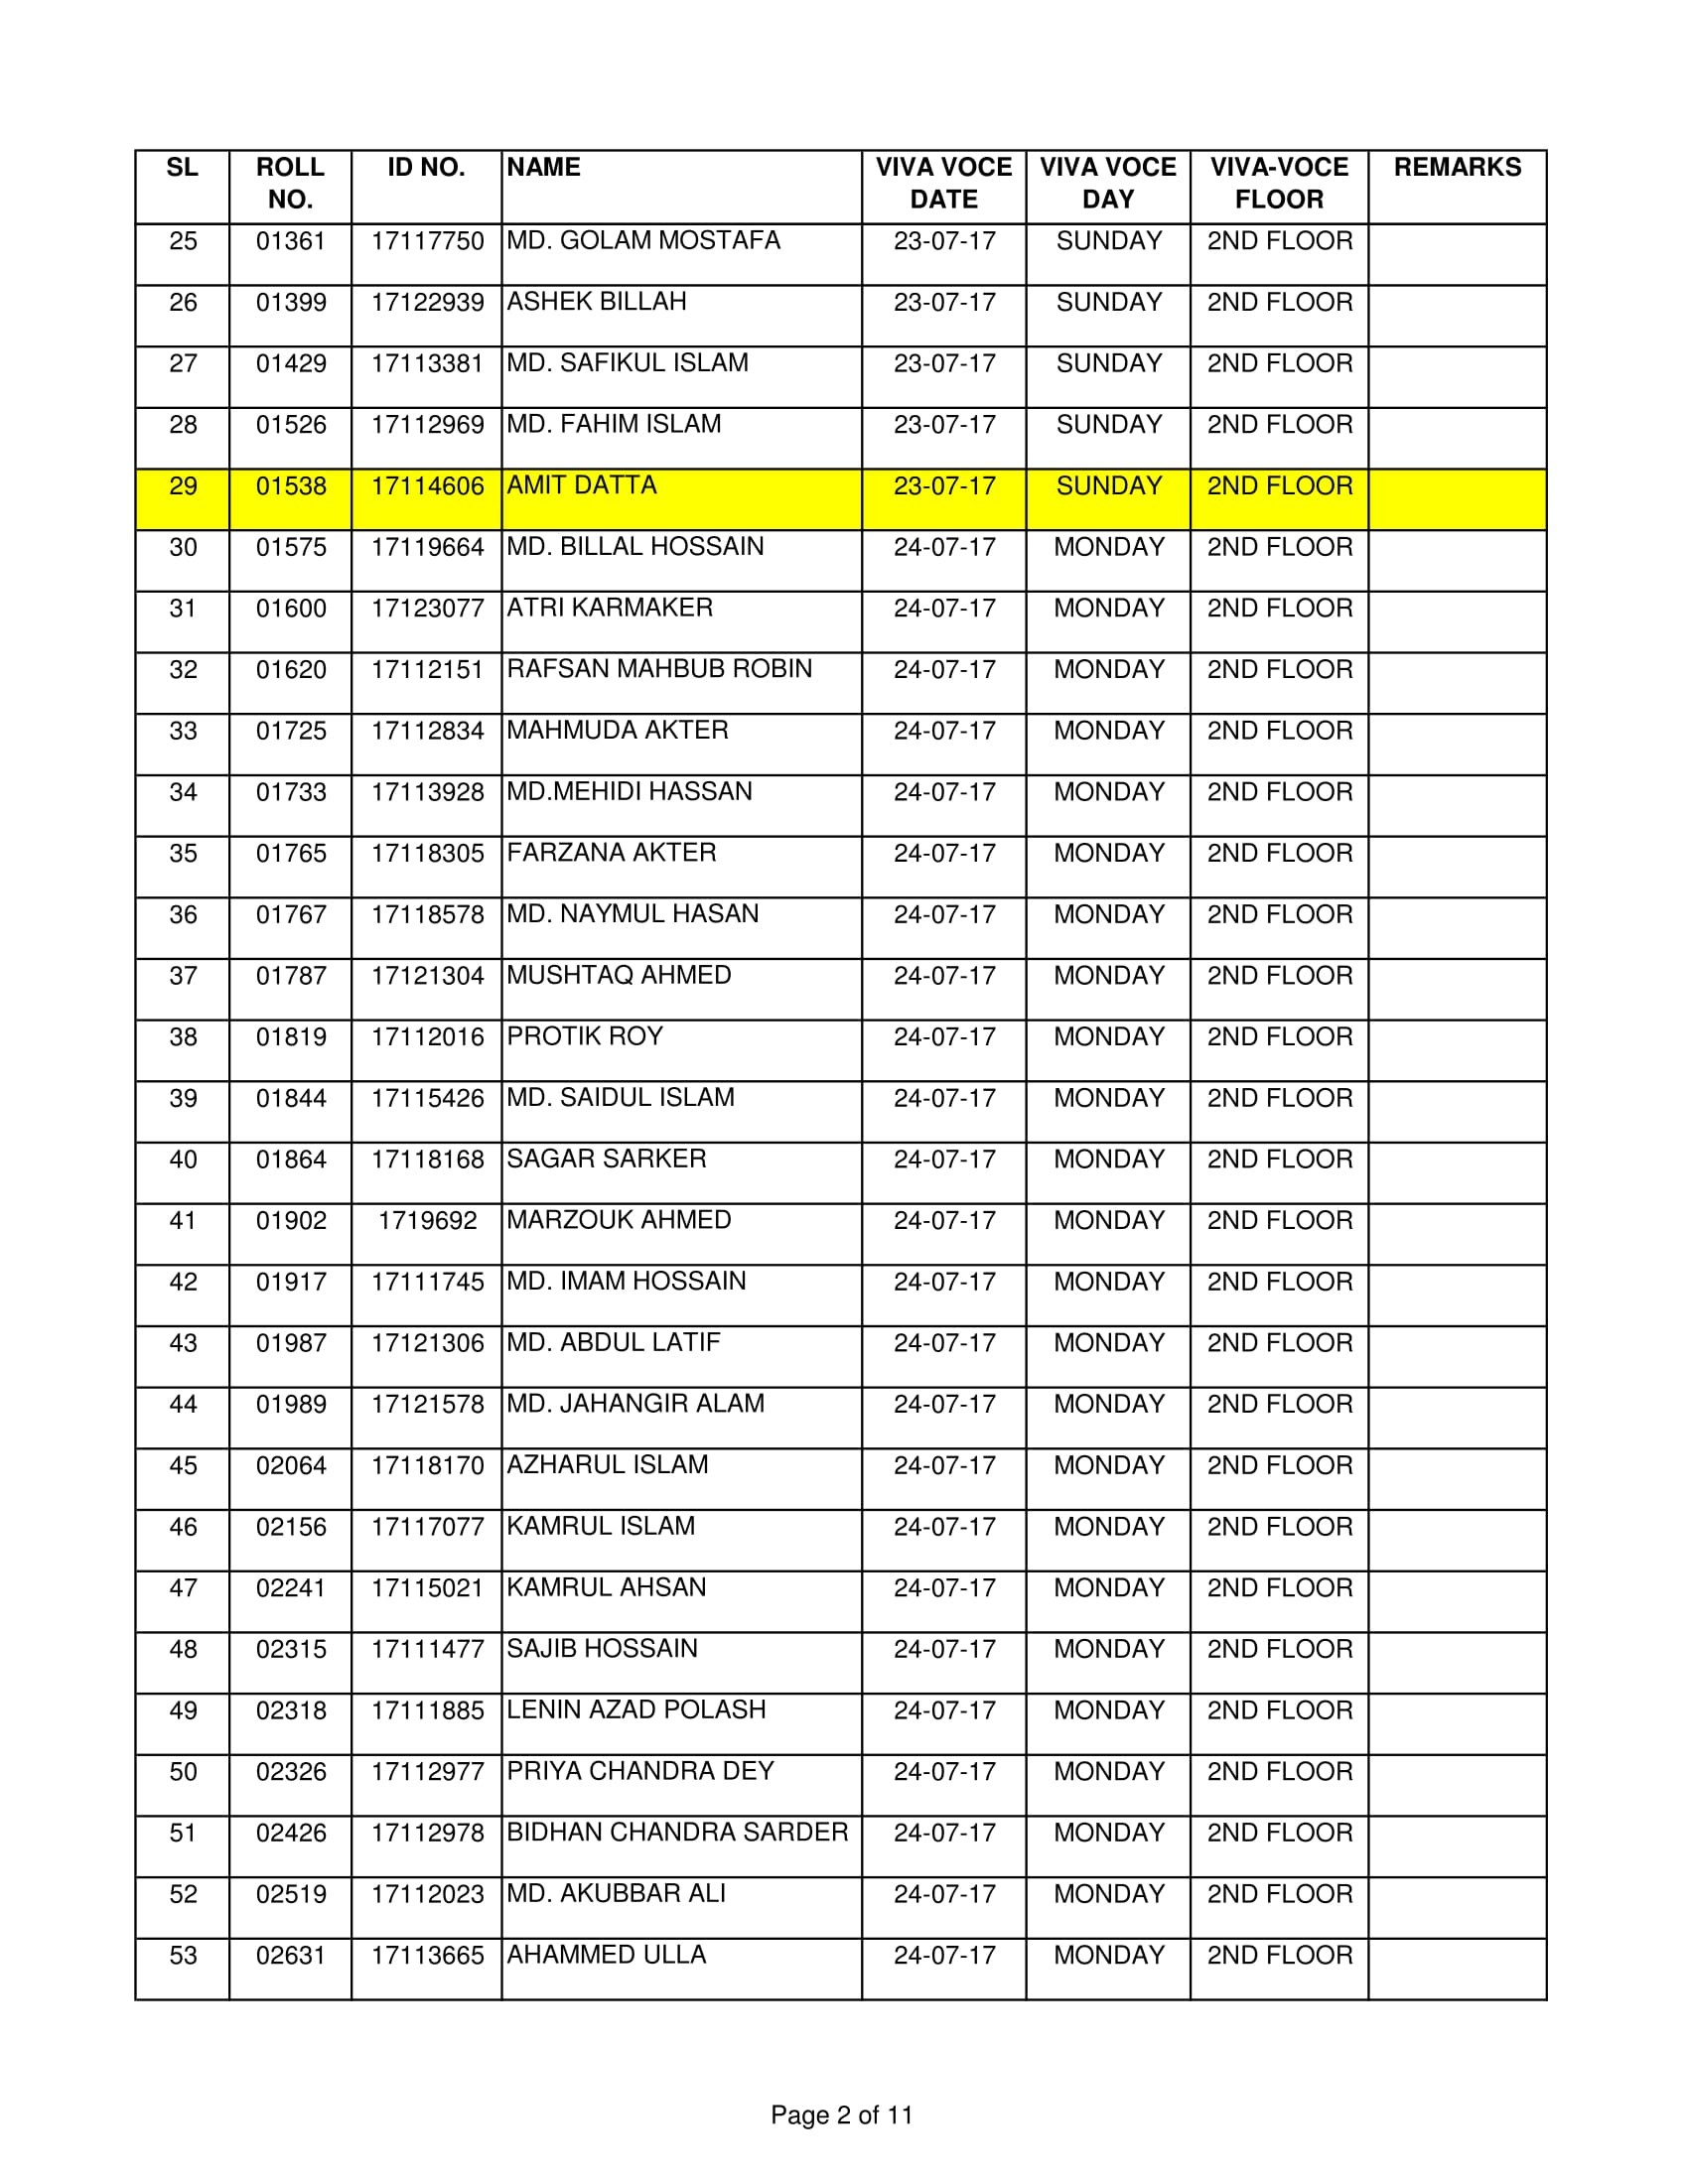 SL ROLL NO. ID NO. NAME VIVA VOCE DATE VIVA VOCE DAY VIVA-VOCE FLOOR REMARKS
25 01361 17117750 MD. GOLAM MOSTAFA 23-07-17 SUNDAY 2ND FLOOR
26 01399 17122939 ASHEK BILLAH 23-07-17 SUNDAY 2ND FLOOR
27 01429 17113381 MD. SAFIKUL ISLAM 23-07-17 SUNDAY 2ND FLOOR
28 01526 17112969 MD. FAHIM ISLAM 23-07-17 SUNDAY 2ND FLOOR
29 01538 17114606 AMIT DATTA 23-07-17 SUNDAY 2ND FLOOR
30 01575 17119664 MD. BILLAL HOSSAIN 24-07-17 MONDAY 2ND FLOOR
31 01600 17123077 ATRI KARMAKER 24-07-17 MONDAY 2ND FLOOR
32 01620 17112151 RAFSAN MAHBUB ROBIN 24-07-17 MONDAY 2ND FLOOR
33 01725 17112834 MAHMUDA AKTER 24-07-17 MONDAY 2ND FLOOR
34 01733 17113928 MD.MEHIDI HASSAN 24-07-17 MONDAY 2ND FLOOR
35 01765 17118305 FARZANA AKTER 24-07-17 MONDAY 2ND FLOOR
36 01767 17118578 MD. NAYMUL HASAN 24-07-17 MONDAY 2ND FLOOR
37 01787 17121304 MUSHTAQ AHMED 24-07-17 MONDAY 2ND FLOOR
38 01819 17112016 PROTIK ROY 24-07-17 MONDAY 2ND FLOOR
39 01844 17115426 MD. SAIDUL ISLAM 24-07-17 MONDAY 2ND FLOOR
40 01864 17118168 SAGAR SARKER 24-07-17 MONDAY 2ND FLOOR
41 01902 1719692 MARZOUK AHMED 24-07-17 MONDAY 2ND FLOOR
42 01917 17111745 MD. IMAM HOSSAIN 24-07-17 MONDAY 2ND FLOOR
43 01987 17121306 MD. ABDUL LATIF 24-07-17 MONDAY 2ND FLOOR
44 01989 17121578 MD. JAHANGIR ALAM 24-07-17 MONDAY 2ND FLOOR
45 02064 17118170 AZHARUL ISLAM 24-07-17 MONDAY 2ND FLOOR
46 02156 17117077 KAMRUL ISLAM 24-07-17 MONDAY 2ND FLOOR
47 02241 17115021 KAMRUL AHSAN 24-07-17 MONDAY 2ND FLOOR
48 02315 17111477 SAJIB HOSSAIN 24-07-17 MONDAY 2ND FLOOR
49 02318 17111885 LENIN AZAD POLASH 24-07-17 MONDAY 2ND FLOOR
50 02326 17112977 PRIYA CHANDRA DEY 24-07-17 MONDAY 2ND FLOOR
51 02426 17112978 BIDHAN CHANDRA SARDER 24-07-17 MONDAY 2ND FLOOR
52 02519 17112023 MD. AKUBBAR ALI 24-07-17 MONDAY 2ND FLOOR
53 02631 17113665 AHAMMED ULLA 24-07-17 MONDAY 2ND FLOOR
Page 2 of 11